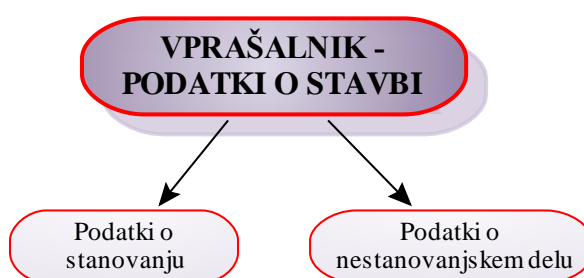 VPRAŠALNIK -
PODATKI O STAVBI
Podatki o
stanovanju
Podatki o
nestanovanjskem delu